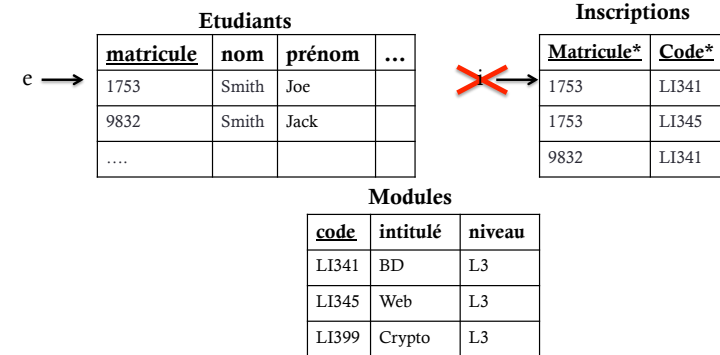 Etudiants
matricule nom prénom ...
e
1753 Smith Joe
9832 Smith Jack
....
Inscriptions
Matricule* Code*
i
1753 LI341
1753 LI345
9832 LI341
Modules
code intitulé niveau
LI341 BD L3
LI345 Web L3
LI399 Crypto L3